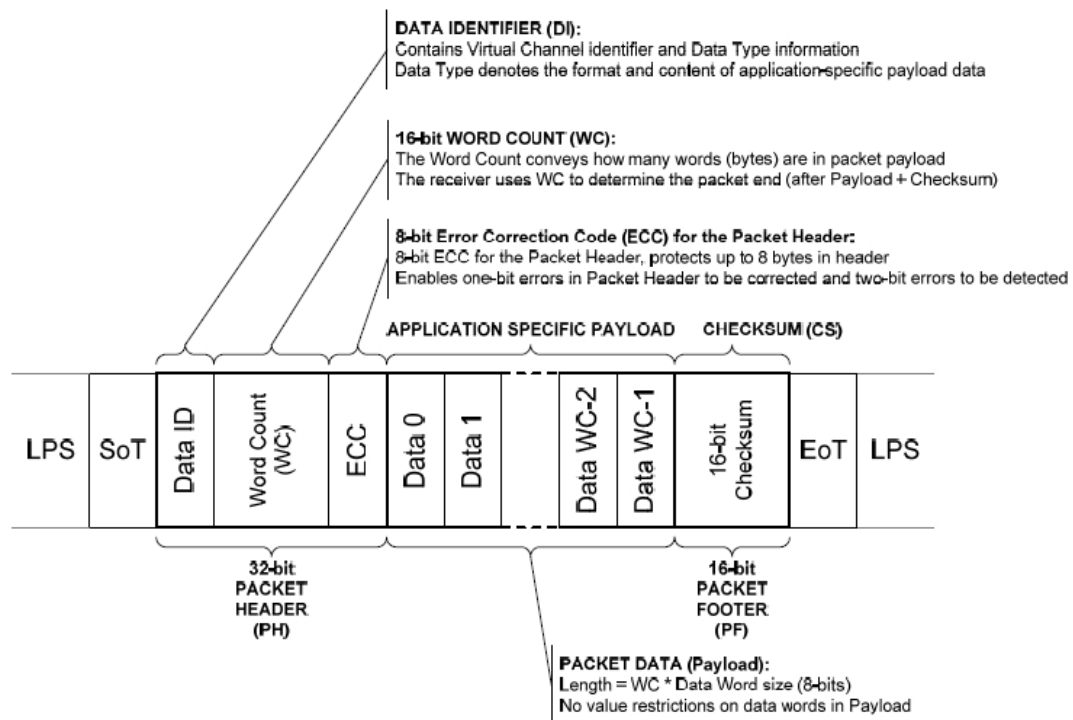 DATA IDENTIFIER (DI):
Contains Virtual Channel identifier and Data Type information
Data Type denotes the format and content of application-specific payload data
16-bit WORD COUNT (WC):
The Word Count conveys how many words (bytes) are in packet payload
The receiver uses WC to determine the packet end (after Payload + Checksum)
8-bit Error Correction Code (ECC) for the Packet Header:
8-bit ECC for the Packet Header, protects up to 8 bytes in header
Enables one-bit errors in Packet Header to be corrected and two-bit errors to be detected
APPLICATION SPECIFIC PAYLOAD
CHECKSUM (CS)
LPS
SoT
Data ID
Word Count
(WC)
ECC
Data 0
Data 1
Data WC-2
Data WC-1
16-bit
Checksum
EoT
LPS
32-bit
PACKET
HEADER
(PH)
16-bit
PACKET
FOOTER
(PF)
PACKET DATA (Payload):
Length = WC * Data Word size (8-bits)
No value restrictions on data words in Payload